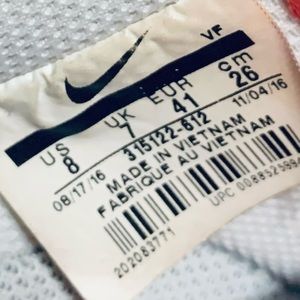 VF
US UK EUR cm
8 7 41 26
08/17/16 315122-612 11/04/16
MADE IN VIETNAM
FABRIQUE AU VIETNAM
202083771
UPC